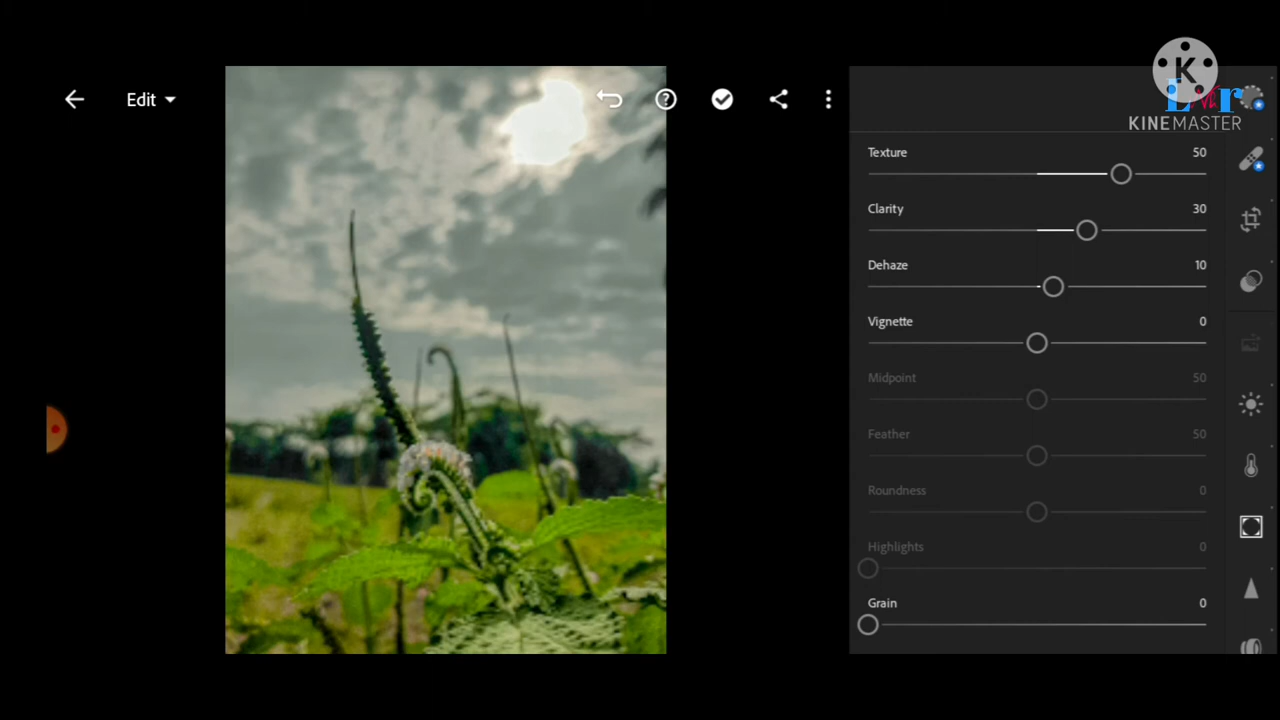 Edit
K
KINEMASTER
Texture 50
Clarity 30
Dehaze 10
Vignette 0
Midpoint 50
Feather 50
Roundness 0
Highlights 0
Grain 0